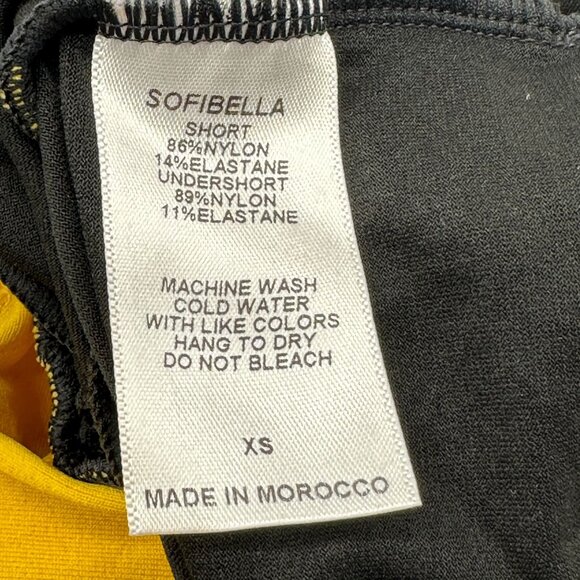 SOFIBELLA
SHORT
86%NYLON
14%ELASTANE
UNDERSHORT
89%NYLON
11%ELASTANE
MACHINE WASH
COLD WATER
WITH LIKE COLORS
HANG TO DRY
DO NOT BLEACH
XS
MADE IN MOROCCO